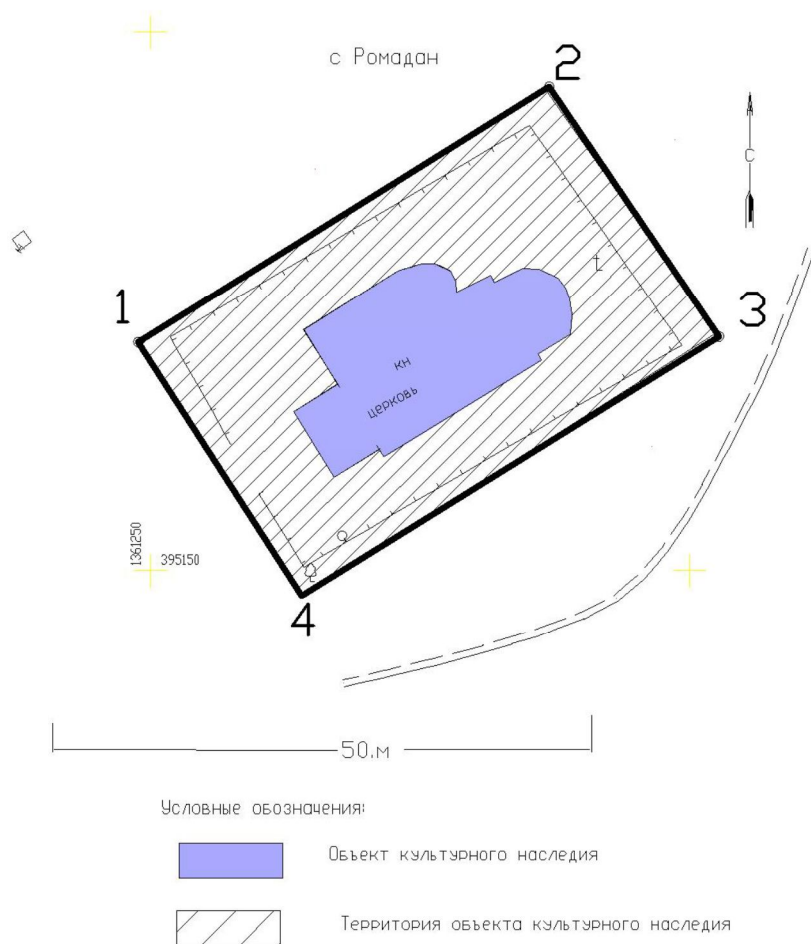 с Ромадан
2
С
1
3
кн
церковь
1361250
395150
4
50.м
Условные обозначения:
Объект культурного наследия
Территория объекта культурного наследия